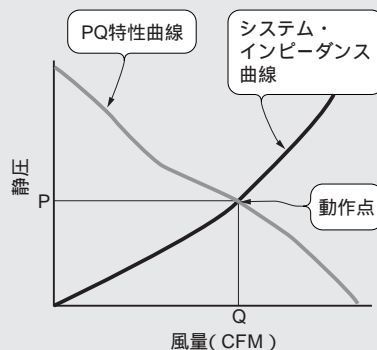 PQ特性曲線
システム・
インピーダンス
曲線
静圧
P
動作点
Q
風量(CFM)